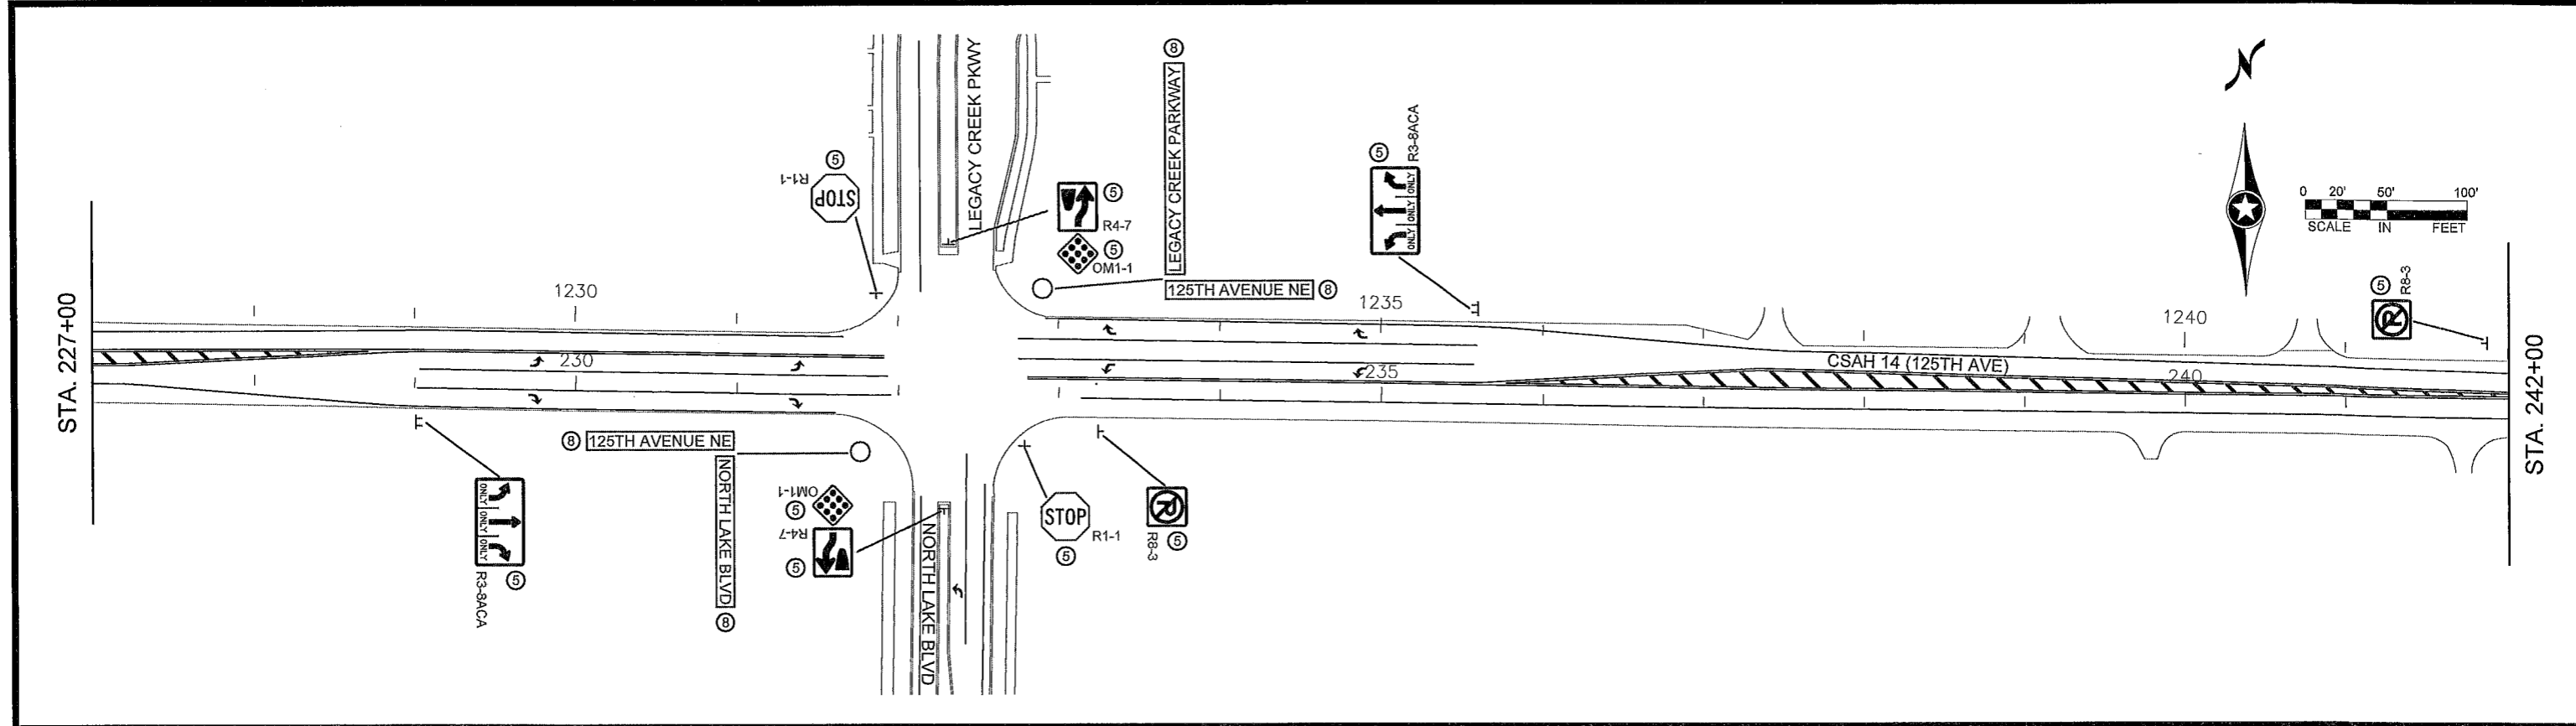 STA. 227+00
1230
230
R1-1
5
STOP
LEGACY CREEK PKWY
5
R4-7
5
OM1-1
LEGACY CREEK PARKWAY
8
125TH AVENUE NE
8
5
R3-8ACA
ONLY
ONLY
ONLY
1235
235
N
0 20' 50' 100'
SCALE IN FEET
5
R8-3
P
1240
CSAH 14 (125TH AVE)
240
STA. 242+00
ONLY
ONLY
ONLY
5
R3-8ACA
8
125TH AVENUE NE
NORTH LAKE BLVD
8
OM1-1
5
R4-7
5
NORTH LAKE BLVD
STOP
R1-1
5
P
R8-3
5